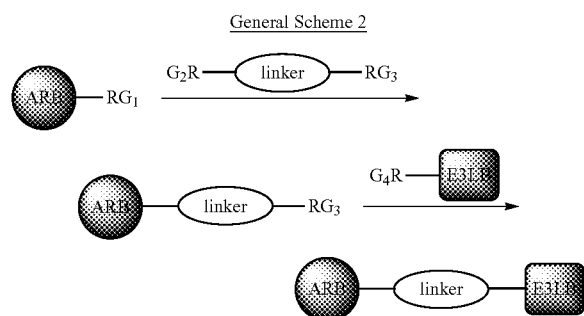 General Scheme 2
ARB—RG₁ G₂R—linker—RG₃
ARB—linker—RG₃ G₄R—E3LB
ARB—linker—E3LB